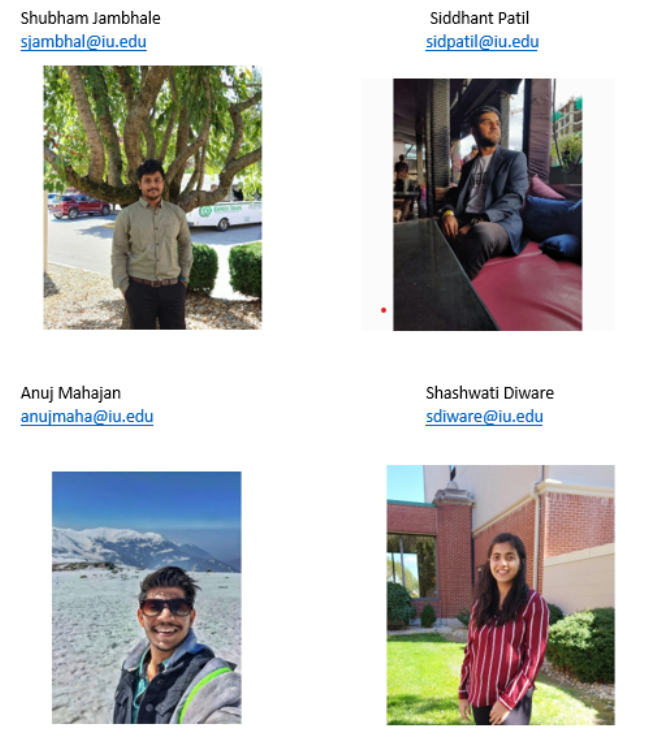 Shubham Jambhale
sjambhal@iu.edu
Siddhant Patil
sidpatil@iu.edu
Anuj Mahajan
anujmaha@iu.edu
Shashwati Diware
sdiware@iu.edu